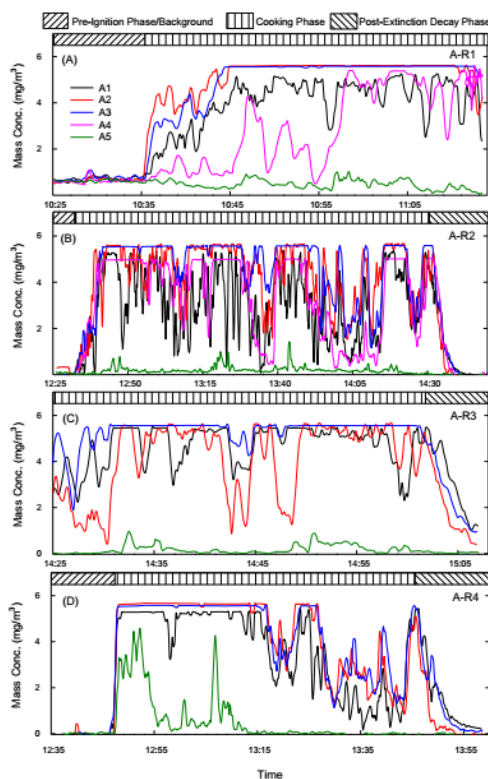 Pre-Ignition Phase/Background Cooking Phase Post-Extinction Decay Phase
(A) A-R1
Mass Conc. (mg/m³)
6
4
2
A1
A2
A3
A4
A5
10:25 10:35 10:45 10:55 11:05
(B) A-R2
Mass Conc. (mg/m³)
6
4
2
12:25 12:50 13:15 13:40 14:05 14:30
(C) A-R3
Mass Conc. (mg/m³)
6
4
2
0
14:25 14:35 14:45 14:55 15:05
(D) A-R4
Mass Conc. (mg/m³)
6
4
2
0
12:35 12:55 13:15 13:35 13:55
Time